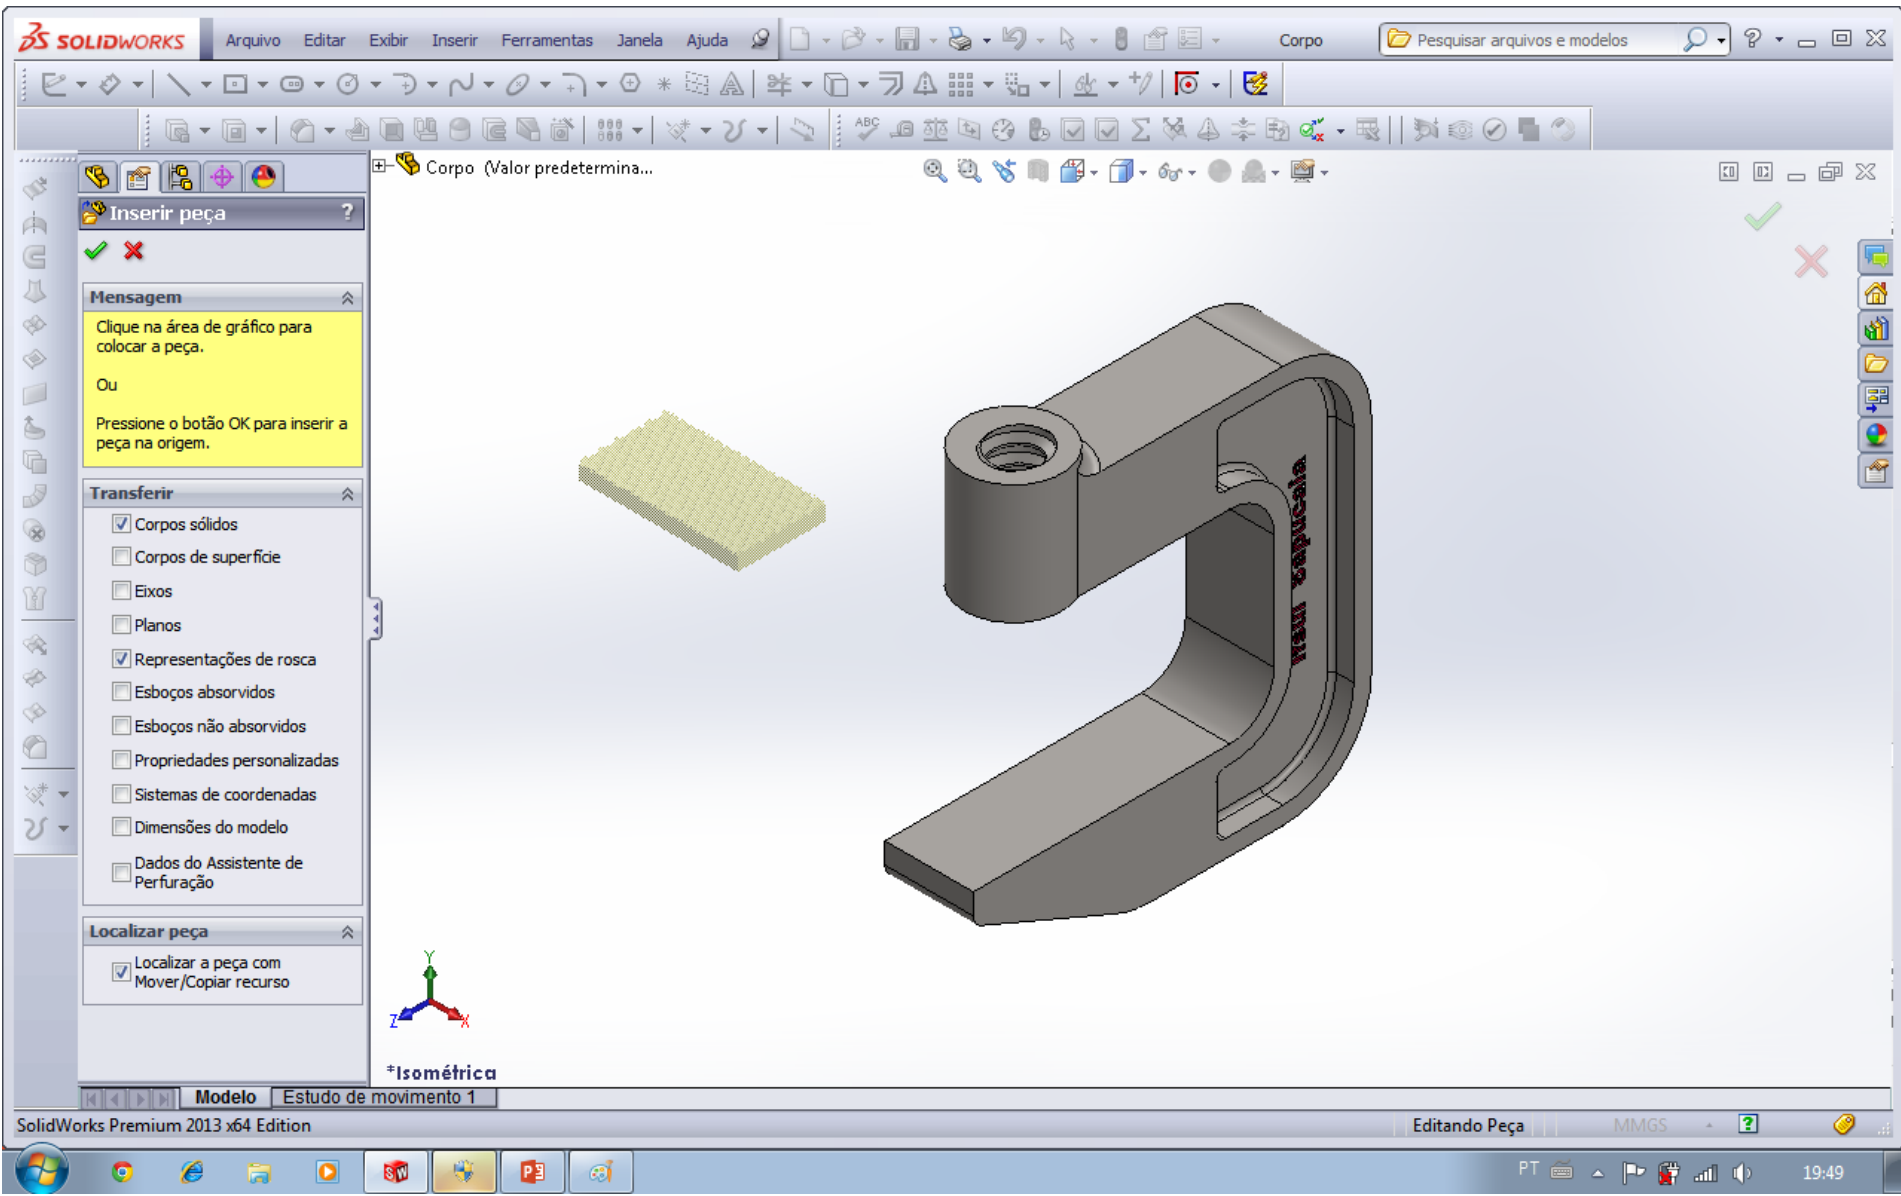 SOLIDWORKS
Arquivo Editar Exibir Inserir Ferramentas Janela Ajuda
Corpo
Pesquisar arquivos e modelos
ABC
Corpo (Valor predetermina...
Inserir peça ?
Mensagem
Clique na área de gráfico para
colocar a peça.
Ou
Pressione o botão OK para inserir a
peça na origem.
Transferir
Corpos sólidos
Corpos de superfície
Eixos
Planos
Representações de rosca
Esboços absorvidos
Esboços não absorvidos
Propriedades personalizadas
Sistemas de coordenadas
Dimensões do modelo
Dados do Assistente de
Perfuração
Localizar peça
Localizar a peça com
Mover/Copiar recurso
Y
Z
X
*Isométrica
Modelo
Estudo de movimento 1
SolidWorks Premium 2013 x64 Edition
Editando Peça
MMGS
PT
19:49